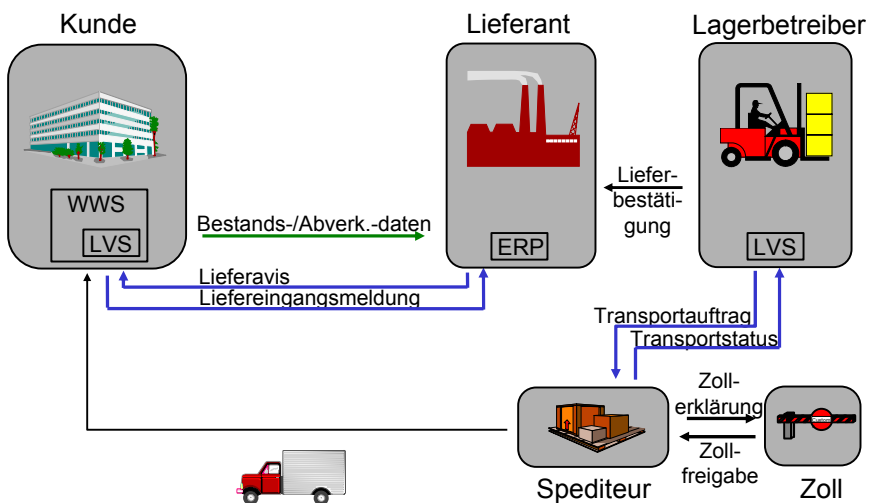 Kunde
Lieferant
Lagerbetreiber
WWS
LVS
Bestands-/Abverk.-daten
ERP
Liefer-
bestäti-
gung
LVS
Lieferavis
Liefereingangsmeldung
Transportauftrag
Transportstatus
Zoll-
erklärung
Zoll-
freigabe
Customs
Spediteur
Zoll